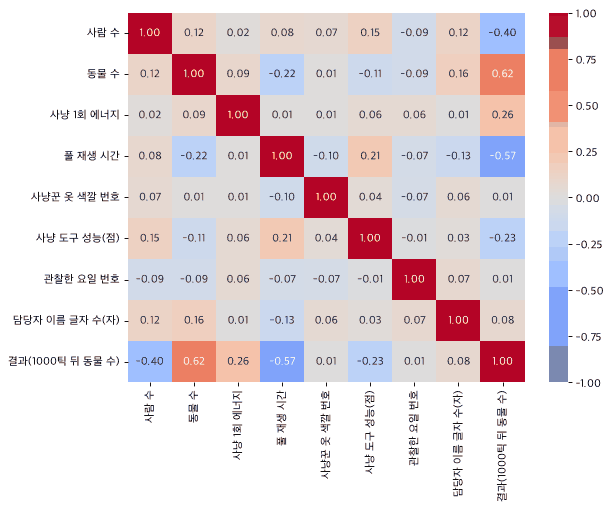 사람 수 1.00 0.12 0.02 0.08 0.07 0.15 −0.09 0.12 −0.40
동물 수 0.12 1.00 0.09 −0.22 0.01 −0.11 −0.09 0.16 0.62
사냥 1회 에너지 0.02 0.09 1.00 0.01 0.01 0.06 0.06 0.01 0.26
풀 재생 시간 0.08 −0.22 0.01 1.00 −0.10 0.21 −0.07 −0.13 −0.57
사냥꾼 옷 색깔 번호 0.07 0.01 0.01 −0.10 1.00 0.04 −0.07 0.06 0.01
사냥 도구 성능(점) 0.15 −0.11 0.06 0.21 0.04 1.00 −0.01 0.03 −0.23
관찰한 요일 번호 −0.09 −0.09 0.06 −0.07 −0.07 −0.01 1.00 0.07 0.01
담당자 이름 글자 수(자) 0.12 0.16 0.01 −0.13 0.06 0.03 0.07 1.00 0.08
결과(1000틱 뒤 동물 수) −0.40 0.62 0.26 −0.57 0.01 −0.23 0.01 0.08 1.00
사람 수
동물 수
사냥 1회 에너지
풀 재생 시간
사냥꾼 옷 색깔 번호
사냥 도구 성능(점)
관찰한 요일 번호
담당자 이름 글자 수(자)
결과(1000틱 뒤 동물 수)
1.00
0.75
0.50
0.25
0.00
−0.25
−0.50
−0.75
−1.00